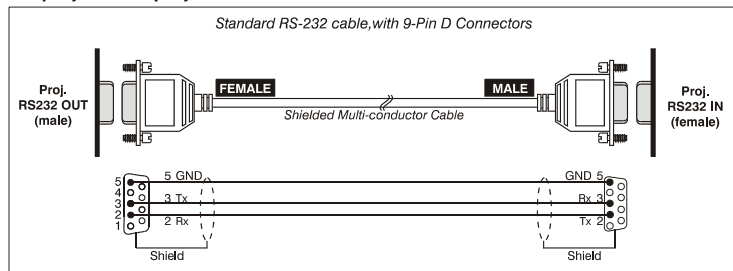 Standard RS-232 cable,with 9-Pin D Connectors
Proj.
RS232 OUT
(male)
FEMALE
MALE
Shielded Multi-conductor Cable
Proj.
RS232 IN
(female)
5 5 GND GND 5
4
3 3 Tx Rx 3
2 2 Rx Tx 2
1
Shield Shield